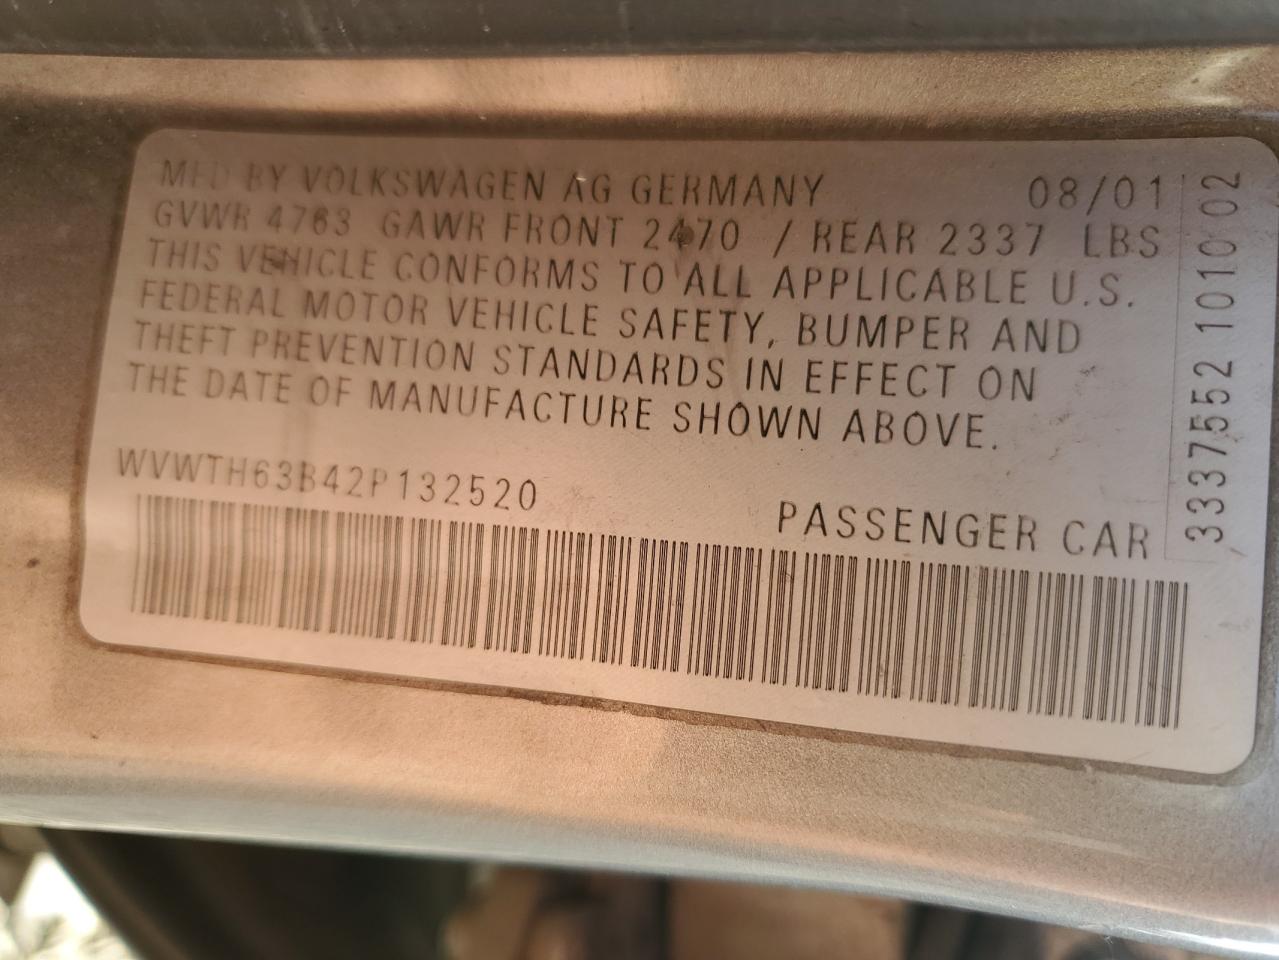 MFD BY VOLKSWAGEN AG GERMANY 08/01
GVWR 4763 GAWR FRONT 2470 / REAR 2337 LBS
THIS VEHICLE CONFORMS TO ALL APPLICABLE U.S.
FEDERAL MOTOR VEHICLE SAFETY, BUMPER AND
THEFT PREVENTION STANDARDS IN EFFECT ON
THE DATE OF MANUFACTURE SHOWN ABOVE.
WVWTH63B42P132520
PASSENGER CAR
3337552 1010 02